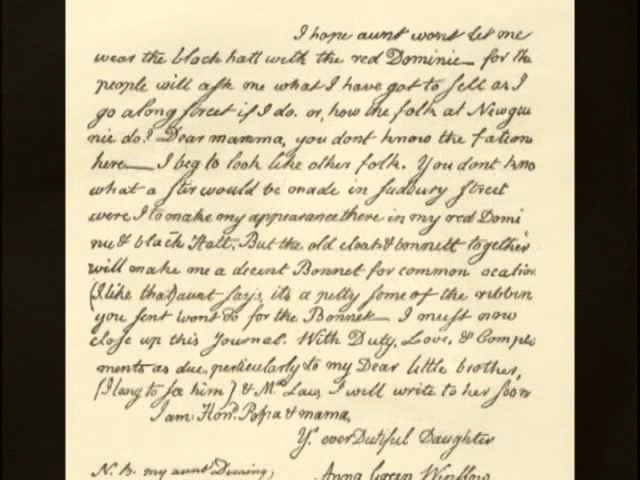 I hope aunt wont let me
wear the black hatt with the red Dominie— for the
people will ask me what I have got to sell as I
go along street if I do. or, how the folk at Newgui
nie do? Dear mamma, you dont know the fation
here— I beg to look like other folk. You dont kno
what a stir would be made in sudbury street
were I to make my appearance there in my red Domi
nie & black Hatt. But the old cloak & bonnett together
will make me a decent Bonnet for common ocation
(I like that) aunt says, its a pitty some of the ribbin
you sent wont do for the Bonnet— I must now
close up this Journal. With Duty, Love, & Compli
ments as due, perticularly to my Dear little brother,
(I long to see him) & Mrs Law, I will write to her soon
I am Hond Papa & mama,
Yr ever Dutiful Daughter
N.B. my aunt Deming, Anna Green Winslow